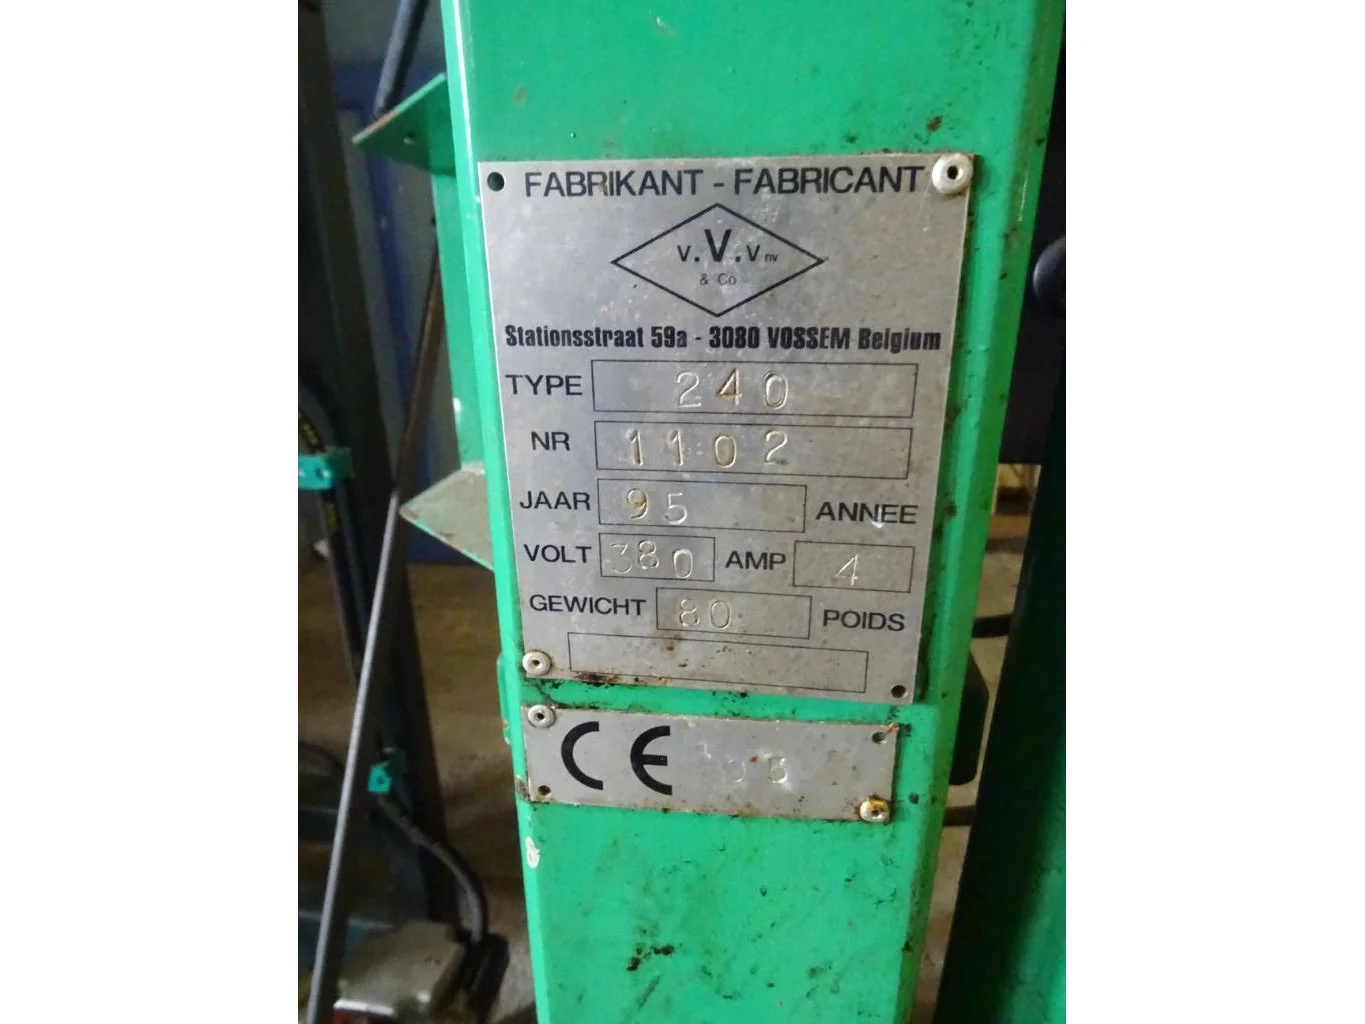 FABRIKANT - FABRICANT
V.V.V nv
& Co
Stationsstraat 59a - 3080 VOSSEM Belgium
TYPE 240
NR 1102
JAAR 95 ANNEE
VOLT 380 AMP 4
GEWICHT 80 POIDS
CE